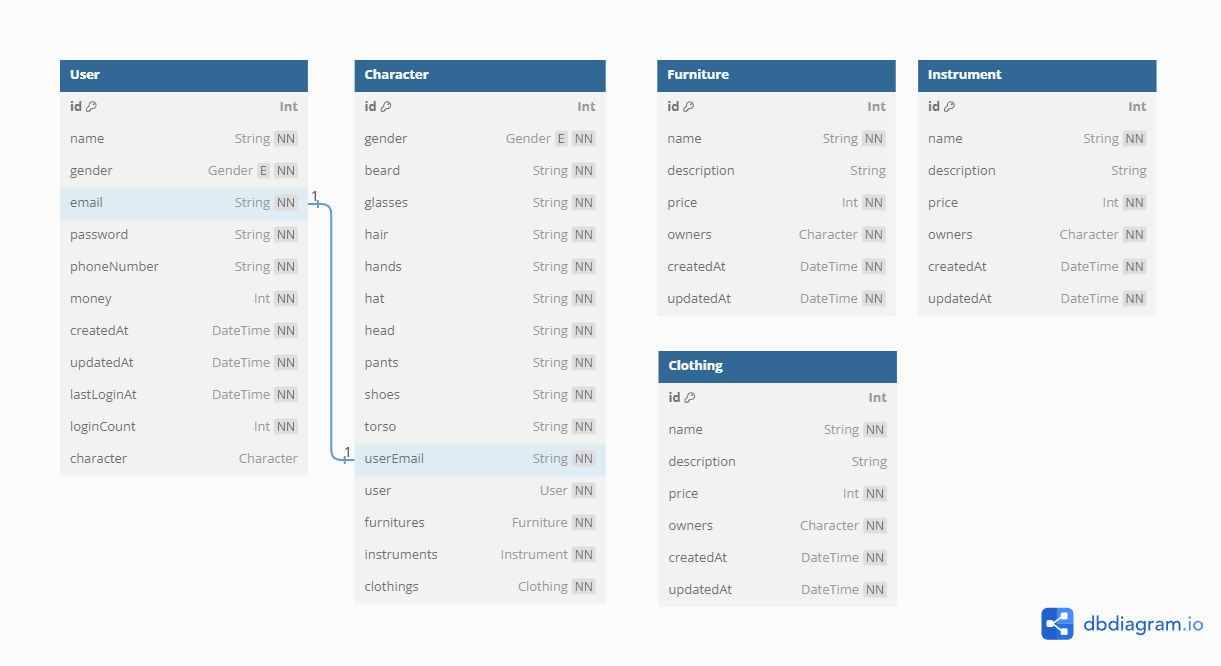 User
id Int
name String NN
gender Gender E NN
email String NN
password String NN
phoneNumber String NN
money Int NN
createdAt DateTime NN
updatedAt DateTime NN
lastLoginAt DateTime NN
loginCount Int NN
character Character
1
1
Character
id Int
gender Gender E NN
beard String NN
glasses String NN
hair String NN
hands String NN
hat String NN
head String NN
pants String NN
shoes String NN
torso String NN
userEmail String NN
user User NN
furnitures Furniture NN
instruments Instrument NN
clothings Clothing NN
Furniture
id Int
name String NN
description String
price Int NN
owners Character NN
createdAt DateTime NN
updatedAt DateTime NN
Instrument
id Int
name String NN
description String
price Int NN
owners Character NN
createdAt DateTime NN
updatedAt DateTime NN
Clothing
id Int
name String NN
description String
price Int NN
owners Character NN
createdAt DateTime NN
updatedAt DateTime NN
dbdiagram.io